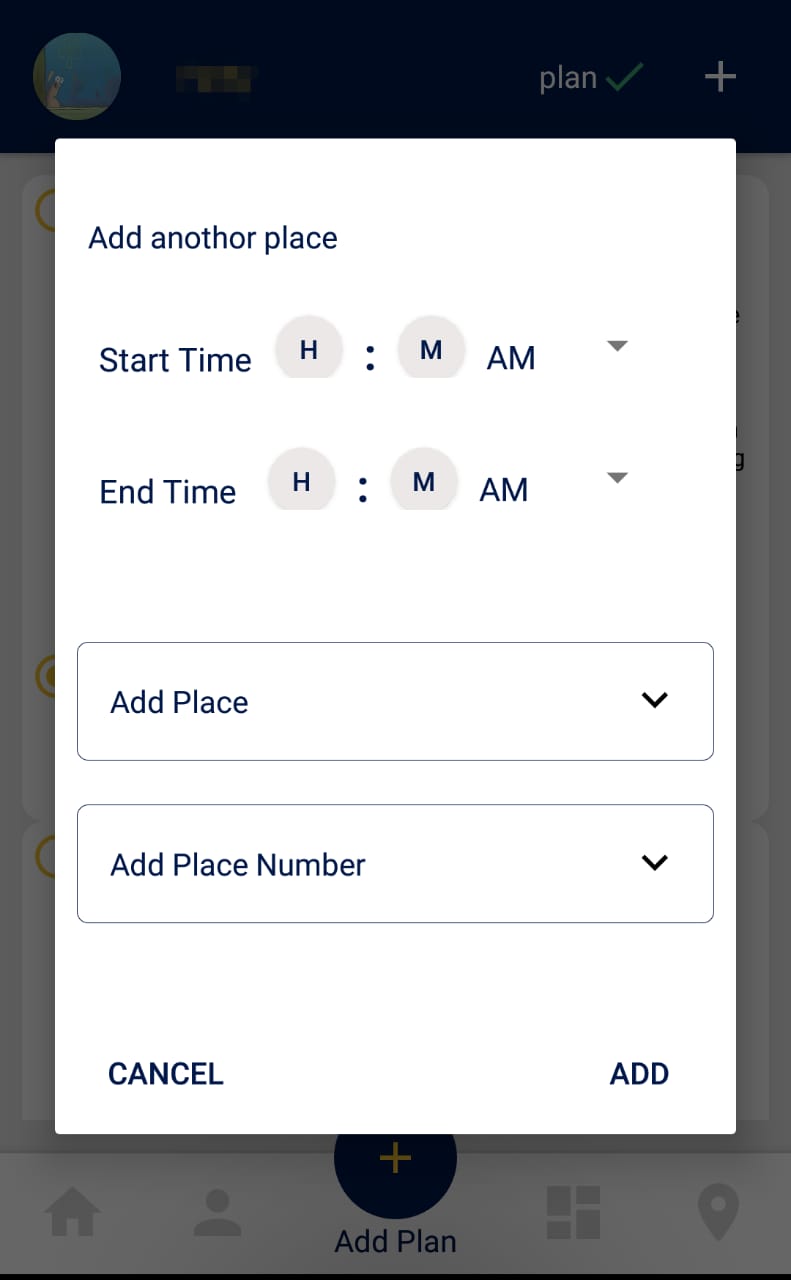 plan
Add anothor place
Start Time H : M AM
End Time H : M AM
Add Place
Add Place Number
CANCEL ADD
Add Plan